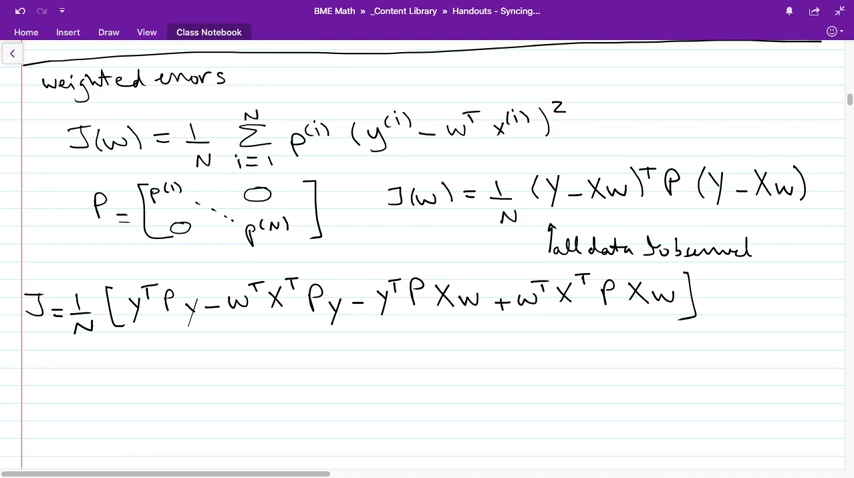 BME Math » _Content Library » Handouts - Syncing...
Home Insert Draw View Class Notebook
weighted errors
J(w) = 1/N Σ_{i=1}^{N} p^{(i)} (y^{(i)} - w^T x^{(i)})^2
P = [p^{(1)} 0 ⋱ 0 p^{(N)}] J(w) = 1/N (Y - Xw)^T P (Y - Xw)
↑all data observed
J = 1/N [y^T P y - w^T X^T P y - y^T P X w + w^T X^T P X w]